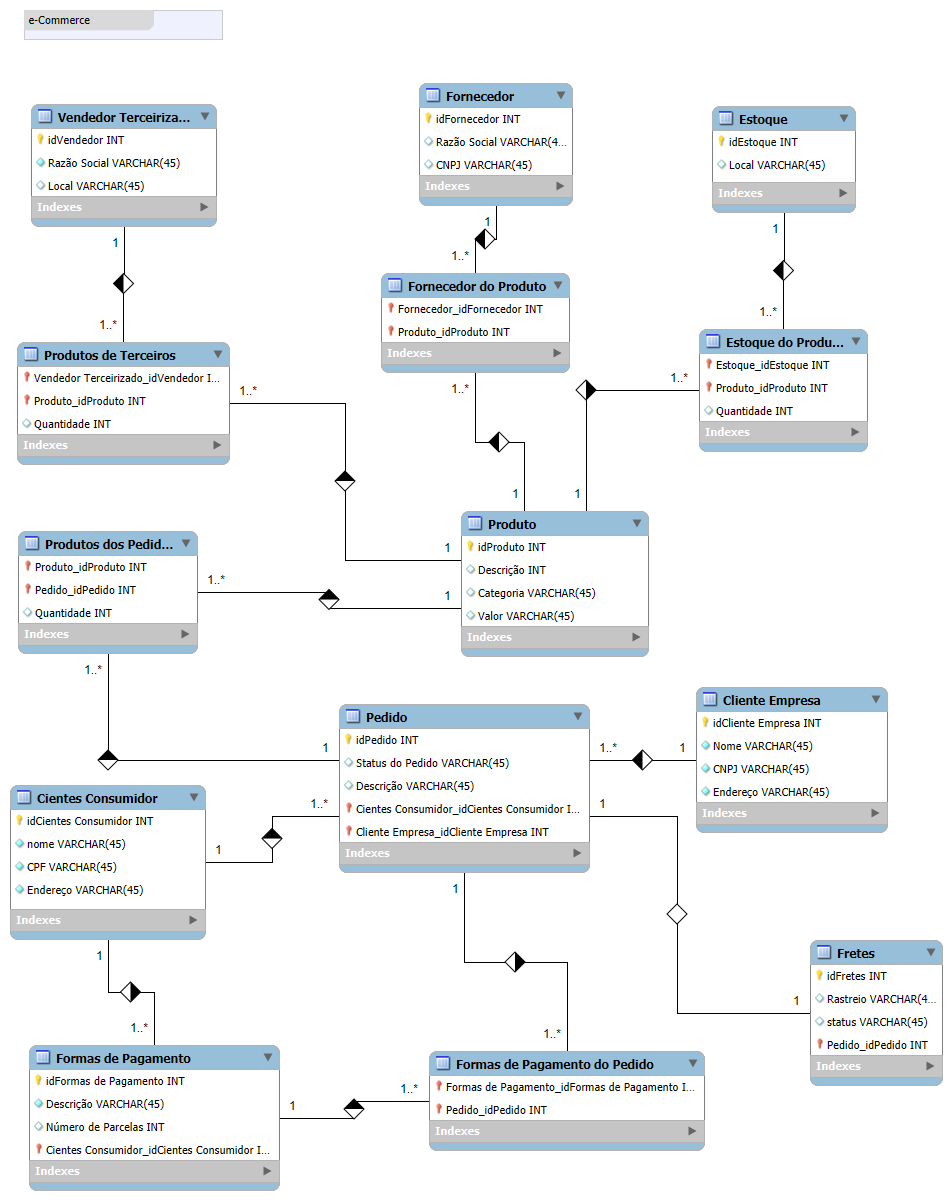 e-Commerce
Vendedor Terceiriza...
idVendedor INT
Razão Social VARCHAR(45)
Local VARCHAR(45)
Indexes
1
1..*
Fornecedor
idFornecedor INT
Razão Social VARCHAR(4...
CNPJ VARCHAR(45)
Indexes
1
1..*
Estoque
idEstoque INT
Local VARCHAR(45)
Indexes
1
1..*
Produtos de Terceiros
Vendedor Terceirizado_idVendedor I...
Produto_idProduto INT
Quantidade INT
Indexes
1..*
1
Fornecedor do Produto
Fornecedor_idFornecedor INT
Produto_idProduto INT
Indexes
1..*
1
Estoque do Produ...
Estoque_idEstoque INT
Produto_idProduto INT
Quantidade INT
Indexes
1..*
1
Produtos dos Pedid...
Produto_idProduto INT
Pedido_idPedido INT
Quantidade INT
Indexes
1..*
1
1..*
1
Produto
idProduto INT
Descrição INT
Categoria VARCHAR(45)
Valor VARCHAR(45)
Indexes
Pedido
idPedido INT
Status do Pedido VARCHAR(45)
Descrição VARCHAR(45)
Cientes Consumidor_idCientes Consumidor I...
Cliente Empresa_idCliente Empresa INT
Indexes
1..*
1
Cliente Empresa
idCliente Empresa INT
Nome VARCHAR(45)
CNPJ VARCHAR(45)
Endereço VARCHAR(45)
Indexes
Cientes Consumidor
idCientes Consumidor INT
nome VARCHAR(45)
CPF VARCHAR(45)
Endereço VARCHAR(45)
Indexes
1
1..*
1
1..*
1
1
1
1..*
Fretes
idFretes INT
Rastreio VARCHAR(4...
status VARCHAR(45)
Pedido_idPedido INT
Indexes
Formas de Pagamento
idFormas de Pagamento INT
Descrição VARCHAR(45)
Número de Parcelas INT
Cientes Consumidor_idCientes Consumidor I...
Indexes
1
1..*
Formas de Pagamento do Pedido
Formas de Pagamento_idFormas de Pagamento I...
Pedido_idPedido INT
Indexes